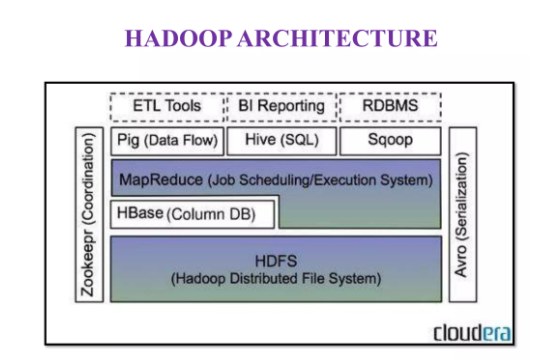 HADOOP ARCHITECTURE
ETL Tools
BI Reporting
RDBMS
Pig (Data Flow)
Hive (SQL)
Sqoop
Zookeepr (Coordination)
MapReduce (Job Scheduling/Execution System)
HBase (Column DB)
HDFS
(Hadoop Distributed File System)
Avro (Serialization)
cloudera